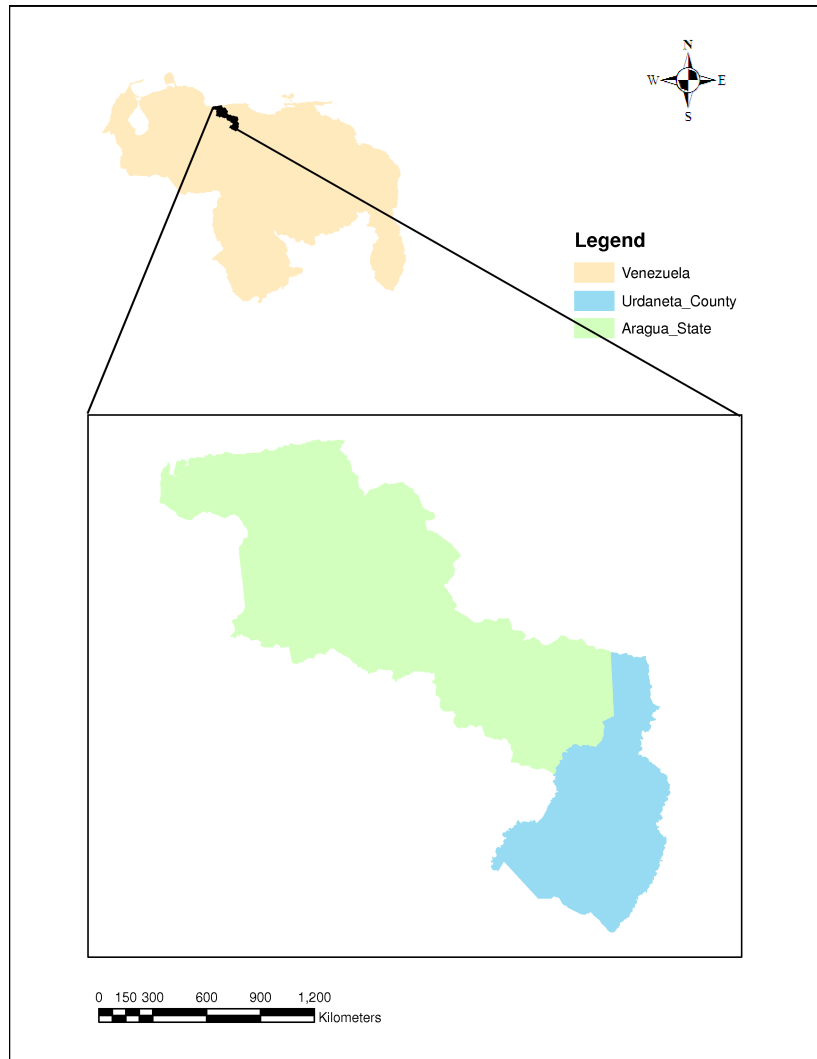 N
W E
S
Legend
Venezuela
Urdaneta_County
Aragua_State
0 150 300 600 900 1,200
Kilometers